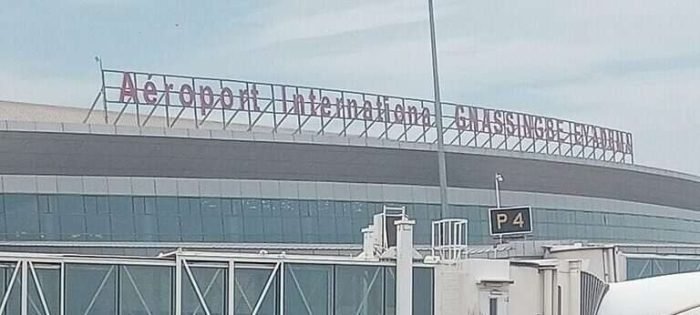 Aéroport International GNASSINGBE EYADEMA
P4